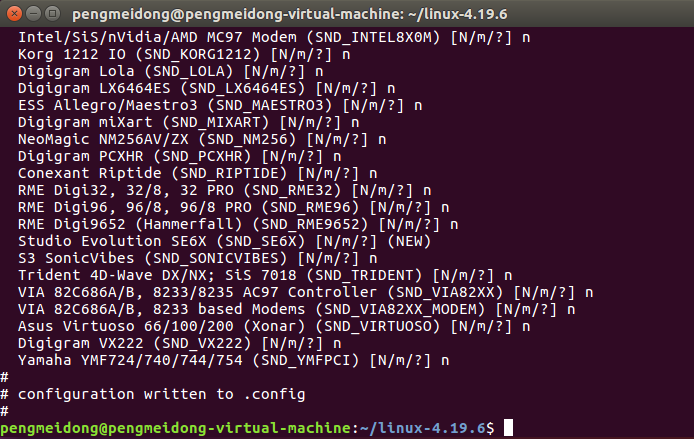 pengmeidong@pengmeidong-virtual-machine: ~/linux-4.19.6
Intel/SiS/nVidia/AMD MC97 Modem (SND_INTEL8X0M) [N/m/?] n
Korg 1212 IO (SND_KORG1212) [N/m/?] n
Digigram Lola (SND_LOLA) [N/m/?] n
Digigram LX6464ES (SND_LX6464ES) [N/m/?] n
ESS Allegro/Maestro3 (SND_MAESTRO3) [N/m/?] n
Digigram miXart (SND_MIXART) [N/m/?] n
NeoMagic NM256AV/ZX (SND_NM256) [N/m/?] n
Digigram PCXHR (SND_PCXHR) [N/m/?] n
Conexant Riptide (SND_RIPTIDE) [N/m/?] n
RME Digi32, 32/8, 32 PRO (SND_RME32) [N/m/?] n
RME Digi96, 96/8, 96/8 PRO (SND_RME96) [N/m/?] n
RME Digi9652 (Hammerfall) (SND_RME9652) [N/m/?] n
Studio Evolution SE6X (SND_SE6X) [N/m/?] (NEW)
S3 SonicVibes (SND_SONICVIBES) [N/m/?] n
Trident 4D-Wave DX/NX; SiS 7018 (SND_TRIDENT) [N/m/?] n
VIA 82C686A/B, 8233/8235 AC97 Controller (SND_VIA82XX) [N/m/?] n
VIA 82C686A/B, 8233 based Modems (SND_VIA82XX_MODEM) [N/m/?] n
Asus Virtuoso 66/100/200 (Xonar) (SND_VIRTUOSO) [N/m/?] n
Digigram VX222 (SND_VX222) [N/m/?] n
Yamaha YMF724/740/744/754 (SND_YMFPCI) [N/m/?] n
#
# configuration written to .config
#
pengmeidong@pengmeidong-virtual-machine:~/linux-4.19.6$